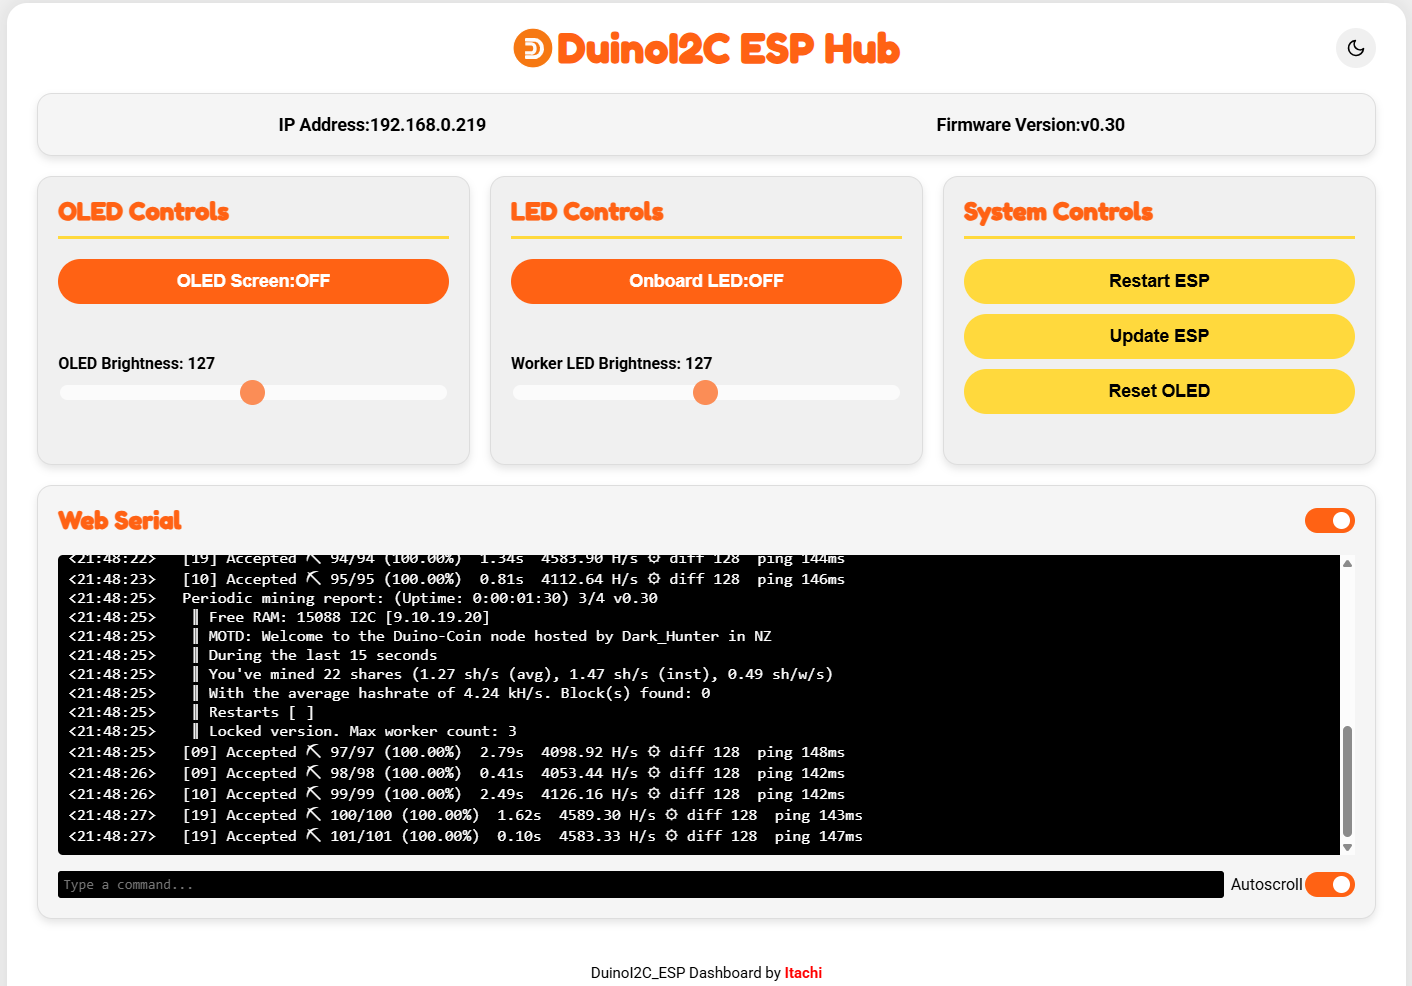 DuinoI2C ESP Hub
IP Address:192.168.0.219
Firmware Version:v0.30
OLED Controls
OLED Screen:OFF
OLED Brightness: 127
LED Controls
Onboard LED:OFF
Worker LED Brightness: 127
System Controls
Restart ESP
Update ESP
Reset OLED
Web Serial
<21:48:22> [19] Accepted ⛏ 94/94 (100.00%) 1.34s 4583.90 H/s ⚙ diff 128 ping 144ms
<21:48:23> [10] Accepted ⛏ 95/95 (100.00%) 0.81s 4112.64 H/s ⚙ diff 128 ping 146ms
<21:48:25> Periodic mining report: (Uptime: 0:00:01:30) 3/4 v0.30
<21:48:25> ‖ Free RAM: 15088 I2C [9.10.19.20]
<21:48:25> ‖ MOTD: Welcome to the Duino-Coin node hosted by Dark_Hunter in NZ
<21:48:25> ‖ During the last 15 seconds
<21:48:25> ‖ You've mined 22 shares (1.27 sh/s (avg), 1.47 sh/s (inst), 0.49 sh/w/s)
<21:48:25> ‖ With the average hashrate of 4.24 kH/s. Block(s) found: 0
<21:48:25> ‖ Restarts [ ]
<21:48:25> ‖ Locked version. Max worker count: 3
<21:48:25> [09] Accepted ⛏ 97/97 (100.00%) 2.79s 4098.92 H/s ⚙ diff 128 ping 148ms
<21:48:26> [09] Accepted ⛏ 98/98 (100.00%) 0.41s 4053.44 H/s ⚙ diff 128 ping 142ms
<21:48:26> [10] Accepted ⛏ 99/99 (100.00%) 2.49s 4126.16 H/s ⚙ diff 128 ping 142ms
<21:48:27> [19] Accepted ⛏ 100/100 (100.00%) 1.62s 4589.30 H/s ⚙ diff 128 ping 143ms
<21:48:27> [19] Accepted ⛏ 101/101 (100.00%) 0.10s 4583.33 H/s ⚙ diff 128 ping 147ms
Type a command...
Autoscroll
DuinoI2C_ESP Dashboard by Itachi